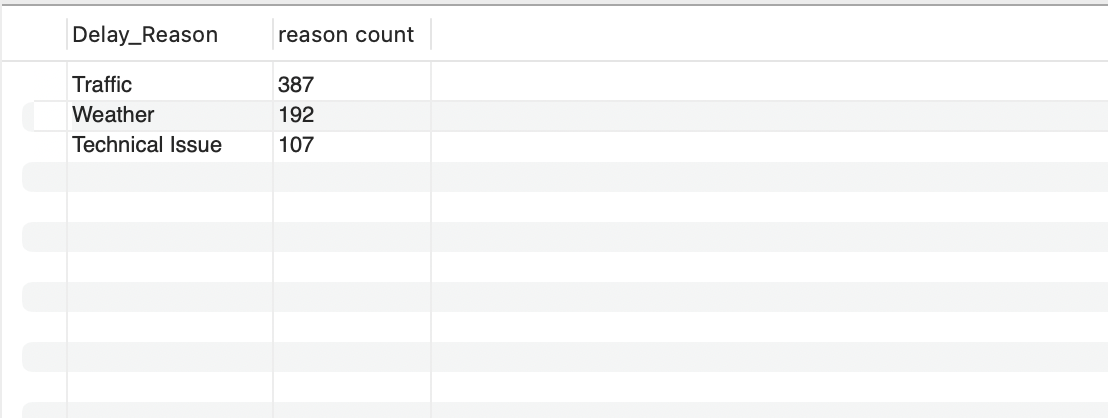 Delay_Reason reason count
Traffic 387
Weather 192
Technical Issue 107